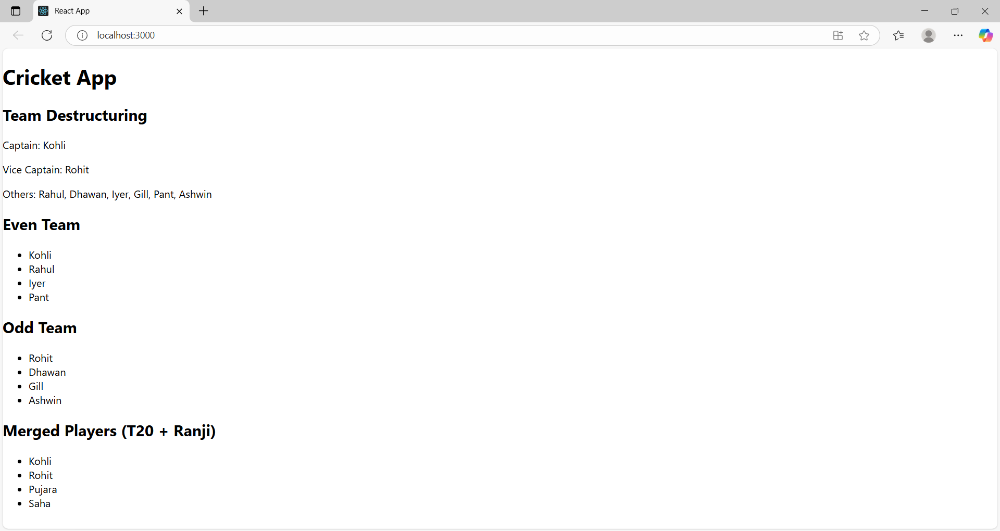 React App
localhost:3000
Cricket App
Team Destructuring
Captain: Kohli
Vice Captain: Rohit
Others: Rahul, Dhawan, Iyer, Gill, Pant, Ashwin
Even Team
Kohli
Rahul
Iyer
Pant
Odd Team
Rohit
Dhawan
Gill
Ashwin
Merged Players (T20 + Ranji)
Kohli
Rohit
Pujara
Saha